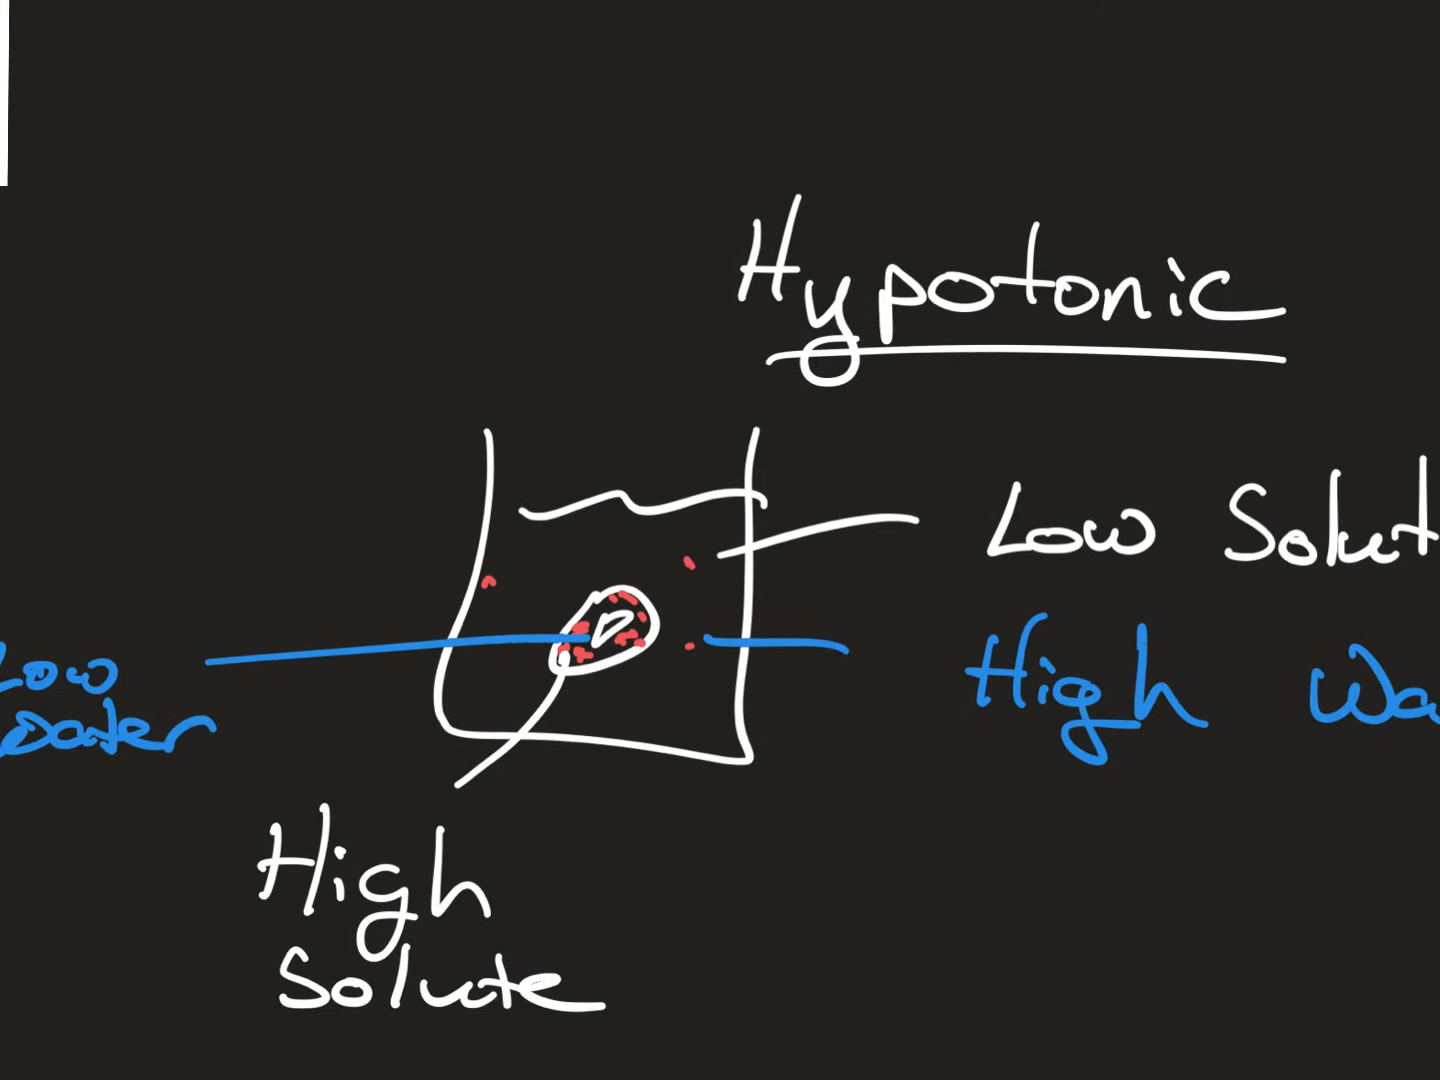 Hypotonic
Low Solut
High Wa
Low
water
High
Solute